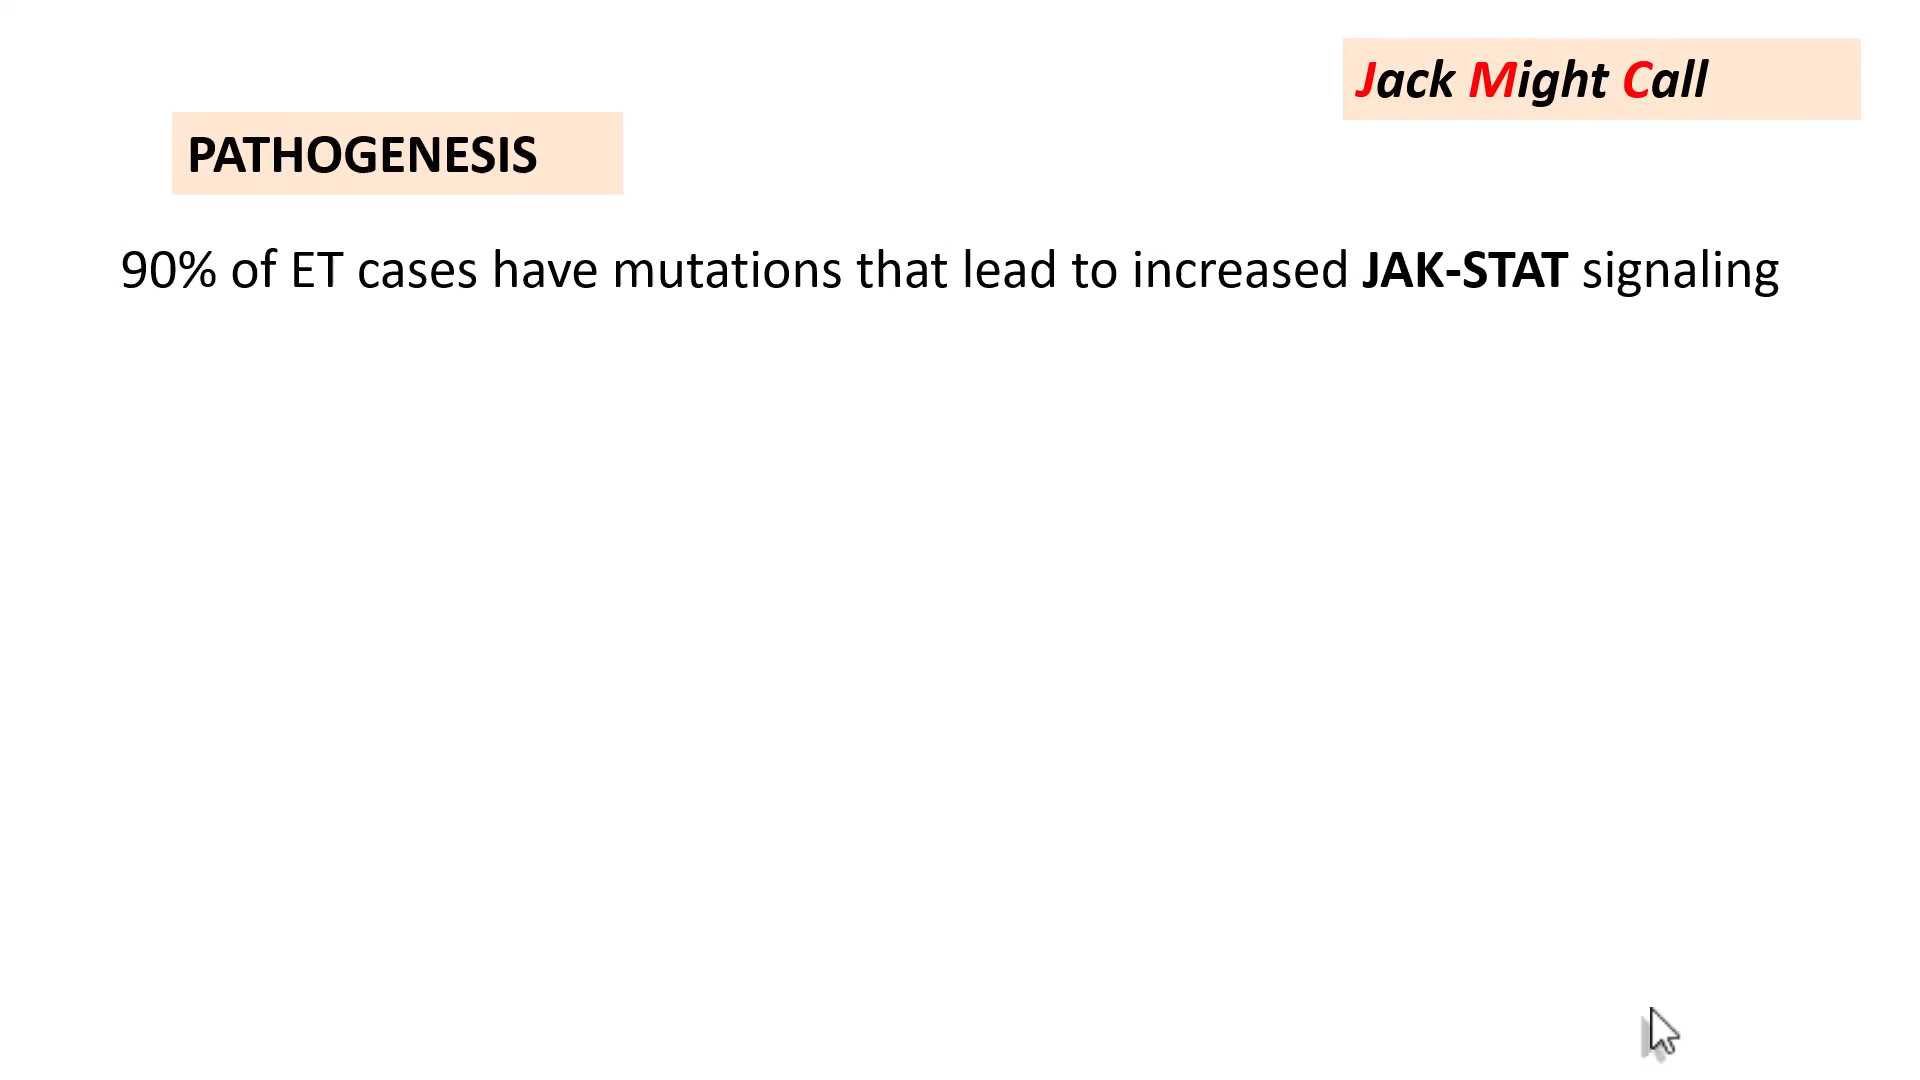 Jack Might Call
PATHOGENESIS
90% of ET cases have mutations that lead to increased JAK-STAT signaling